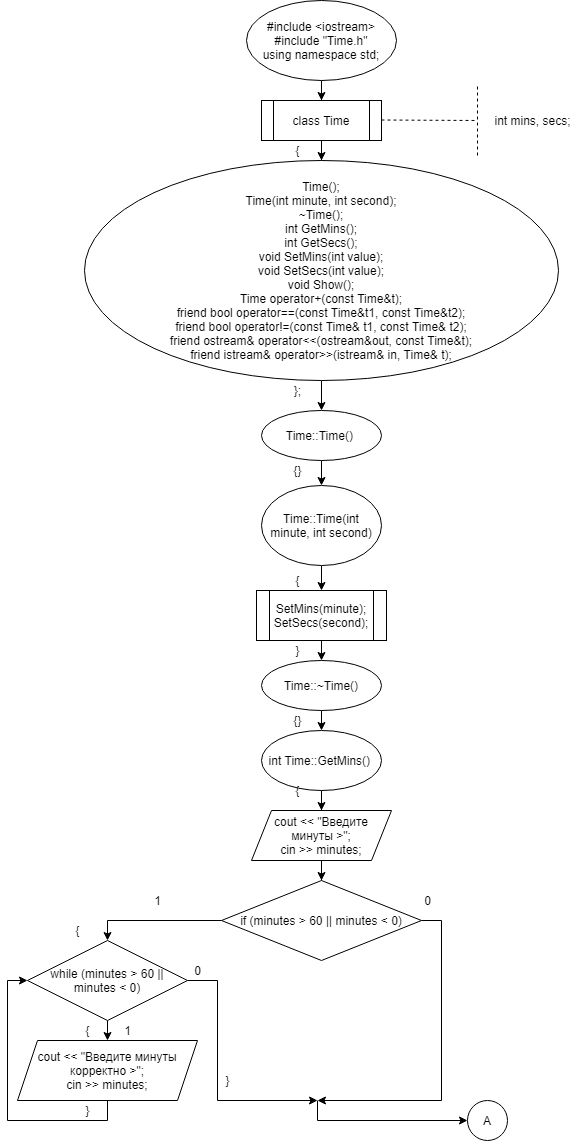 #include <iostream>
#include "Time.h"
using namespace std;
class Time
int mins, secs;
{
Time();
Time(int minute, int second);
~Time();
int GetMins();
int GetSecs();
void SetMins(int value);
void SetSecs(int value);
void Show();
Time operator+(const Time&t);
friend bool operator==(const Time&t1, const Time&t2);
friend bool operator!=(const Time& t1, const Time& t2);
friend ostream& operator<<(ostream&out, const Time&t);
friend istream& operator>>(istream& in, Time& t);
};
Time::Time()
{}
Time::Time(int
minute, int second)
{
SetMins(minute);
SetSecs(second);
}
Time::~Time()
{}
int Time::GetMins()
{
cout << "Введите
минуты >";
cin >> minutes;
1
0
if (minutes > 60 || minutes < 0)
{
while (minutes > 60 ||
minutes < 0)
0
{
1
cout << "Введите минуты
корректно >";
cin >> minutes;
}
}
A